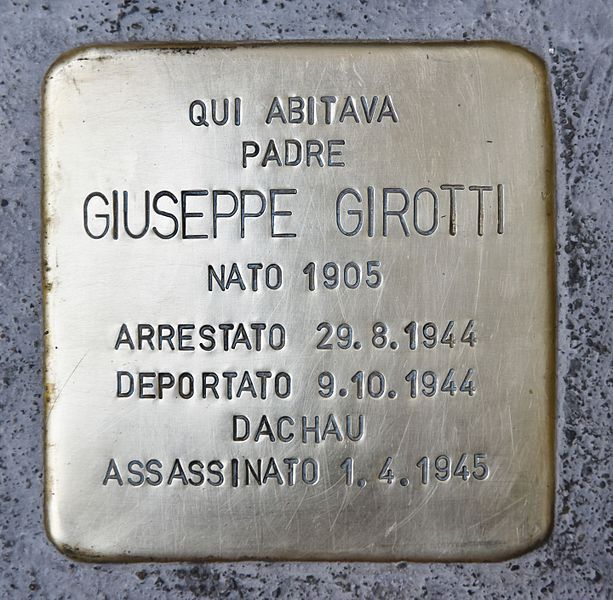 QUI ABITAVA
PADRE
GIUSEPPE GIROTTI
NATO 1905
ARRESTATO 29.8.1944
DEPORTATO 9.10.1944
DACHAU
ASSASSINATO 1.4.1945